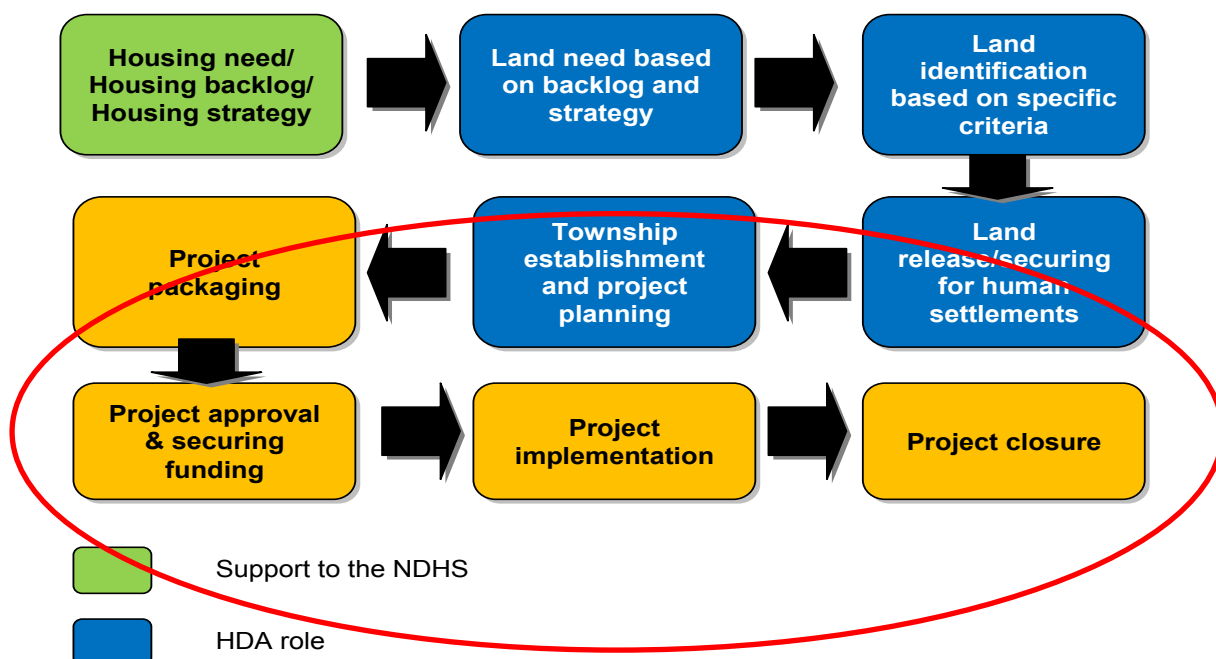 Housing need/
Housing backlog/
Housing strategy
Land need based
on backlog and
strategy
Land
identification
based on specific
criteria
Project
packaging
Township
establishment
and project
planning
Land
release/securing
for human
settlements
Project approval
& securing
funding
Project
implementation
Project closure
Support to the NDHS
HDA role